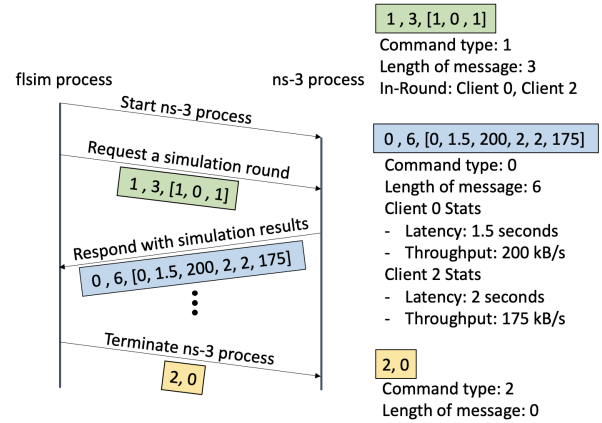 flsim process
ns-3 process
Start ns-3 process
Request a simulation round
1 , 3, [1, 0 , 1]
Respond with simulation results
0 , 6, [0, 1.5, 200, 2, 2, 175]
Terminate ns-3 process
2, 0
1 , 3, [1, 0 , 1]
Command type: 1
Length of message: 3
In-Round: Client 0, Client 2
0 , 6, [0, 1.5, 200, 2, 2, 175]
Command type: 0
Length of message: 6
Client 0 Stats
- Latency: 1.5 seconds
- Throughput: 200 kB/s
Client 2 Stats
- Latency: 2 seconds
- Throughput: 175 kB/s
2, 0
Command type: 2
Length of message: 0